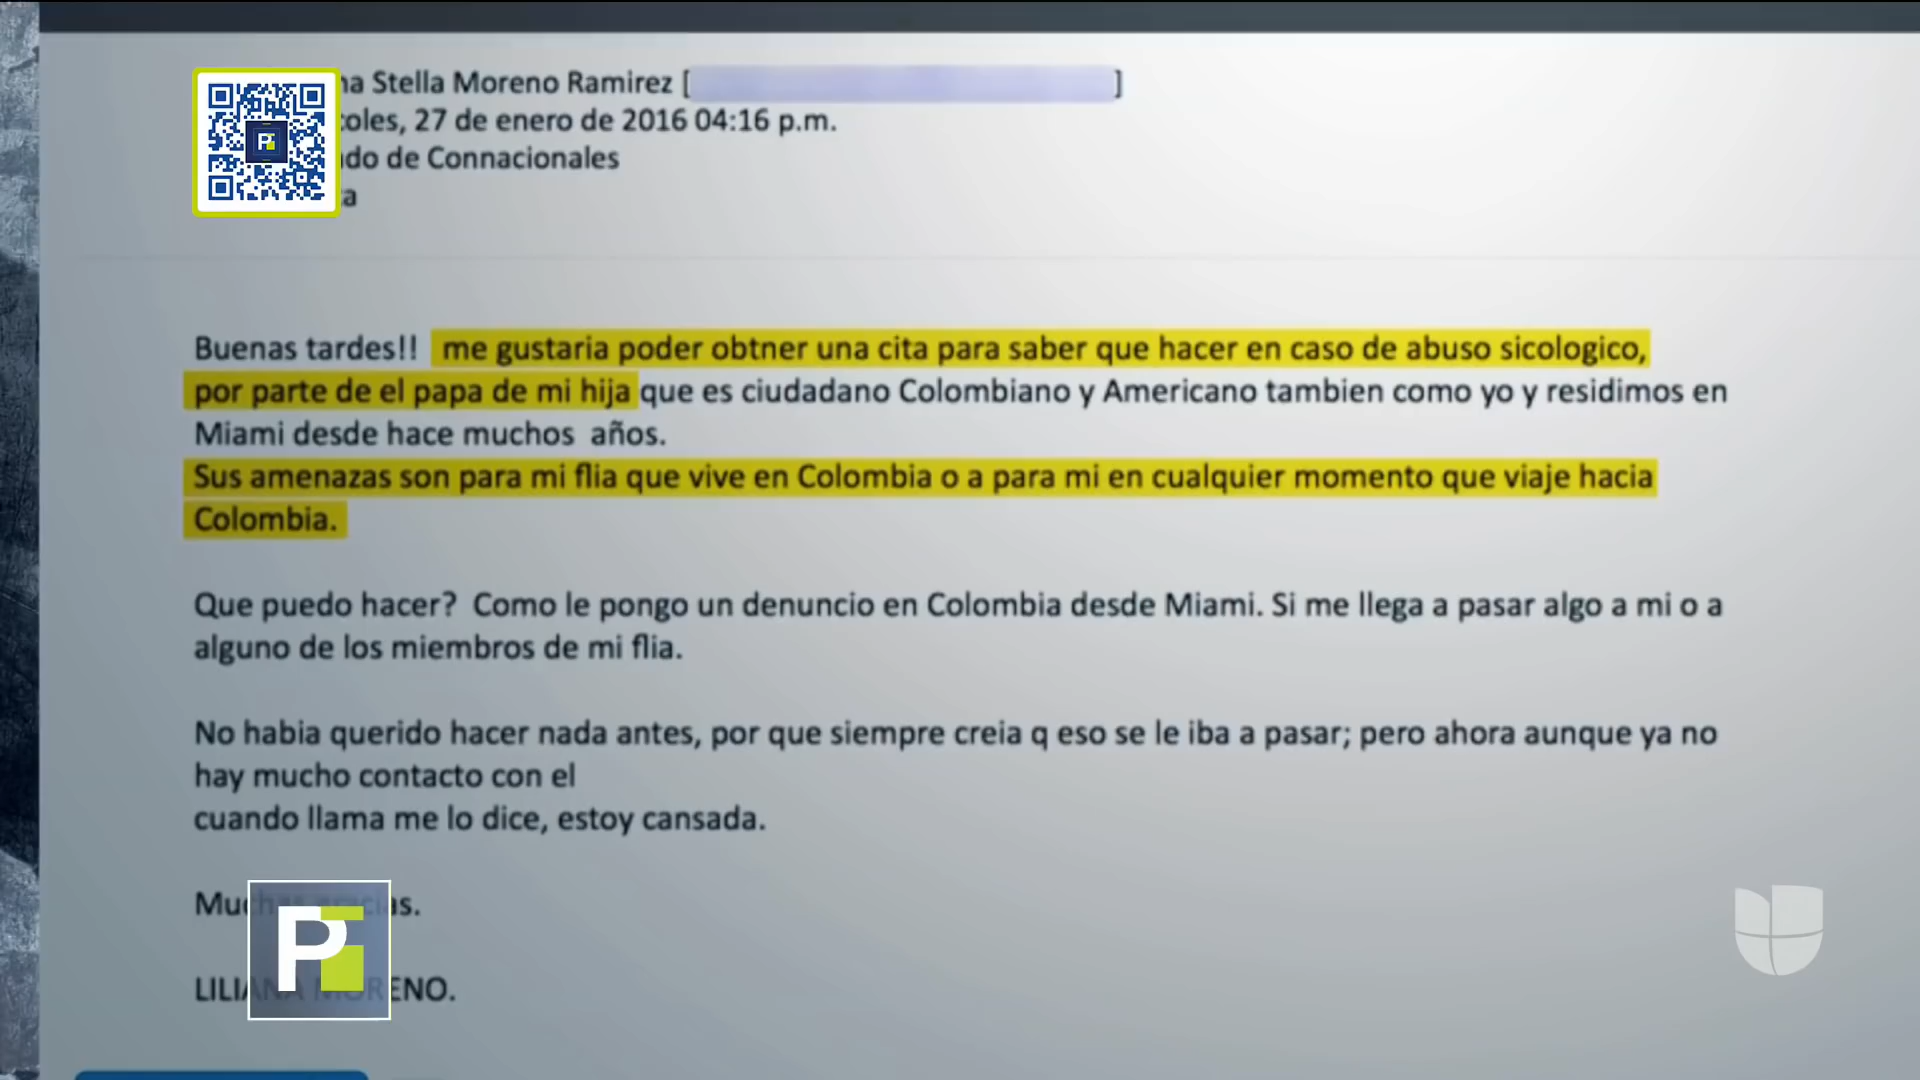 Stella Moreno Ramirez [ ]
27 de enero de 2016 04:16 p.m.
de Connacionales
Buenas tardes!! me gustaria poder obtner una cita para saber que hacer en caso de abuso sicologico,
por parte de el papa de mi hija que es ciudadano Colombiano y Americano tambien como yo y residimos en
Miami desde hace muchos años.
Sus amenazas son para mi flia que vive en Colombia o a para mi en cualquier momento que viaje hacia
Colombia.
Que puedo hacer? Como le pongo un denuncio en Colombia desde Miami. Si me llega a pasar algo a mi o a
alguno de los miembros de mi flia.
No habia querido hacer nada antes, por que siempre creia q eso se le iba a pasar; pero ahora aunque ya no
hay mucho contacto con el
cuando llama me lo dice, estoy cansada.
Muchas gracias.
LILIANA MORENO.